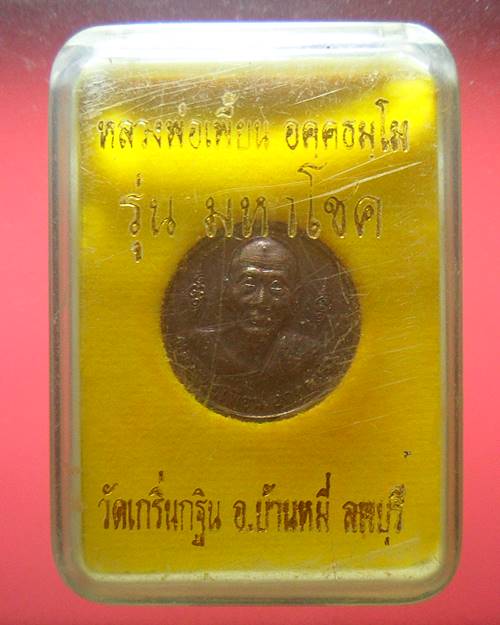 หลวงพ่อเพี้ยน อคฺคธมฺโม
รุ่น มหาโชค
วัดเกริ่นกฐิน อ.บ้านหมี่ ลพบุรี